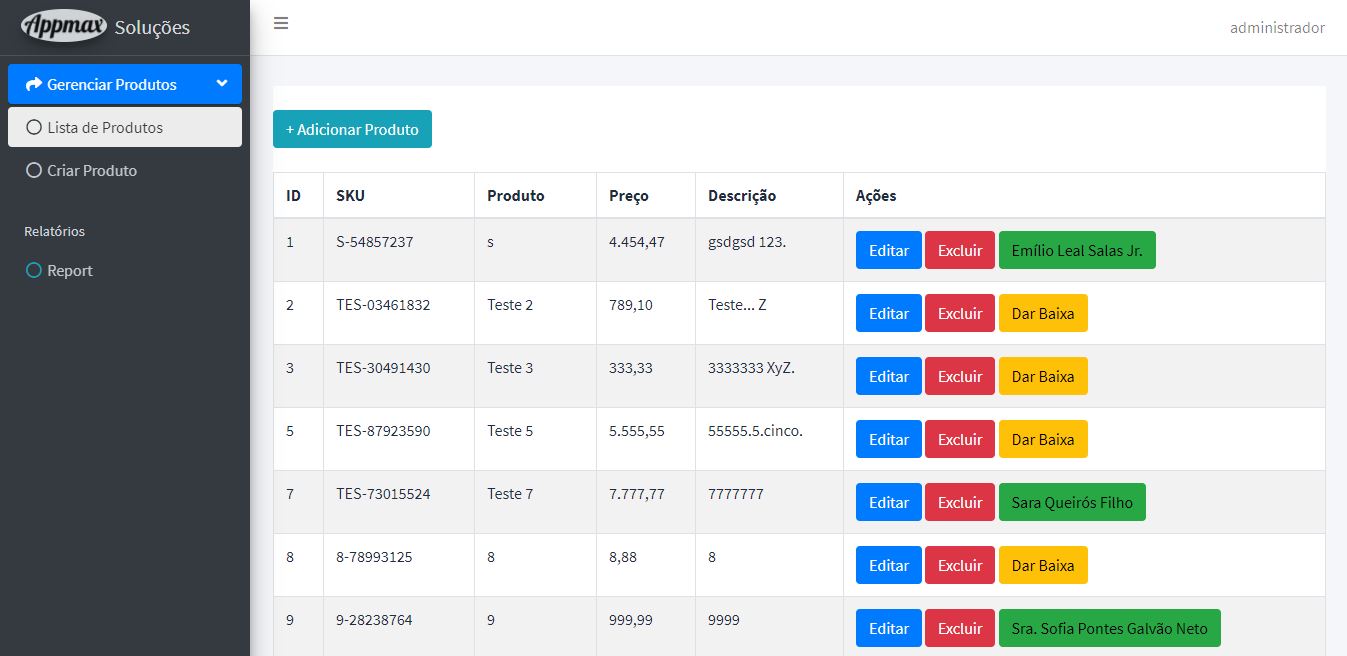 Appmax Soluções
administrador
Gerenciar Produtos
Lista de Produtos
Criar Produto
Relatórios
Report
+ Adicionar Produto
ID SKU Produto Preço Descrição Ações
1 S-54857237 s 4.454,47 gsdgsd 123. Editar Excluir Emílio Leal Salas Jr.
2 TES-03461832 Teste 2 789,10 Teste... Z Editar Excluir Dar Baixa
3 TES-30491430 Teste 3 333,33 3333333 XyZ. Editar Excluir Dar Baixa
5 TES-87923590 Teste 5 5.555,55 55555.5.cinco. Editar Excluir Dar Baixa
7 TES-73015524 Teste 7 7.777,77 7777777 Editar Excluir Sara Queirós Filho
8 8-78993125 8 8,88 8 Editar Excluir Dar Baixa
9 9-28238764 9 999,99 9999 Editar Excluir Sra. Sofia Pontes Galvão Neto